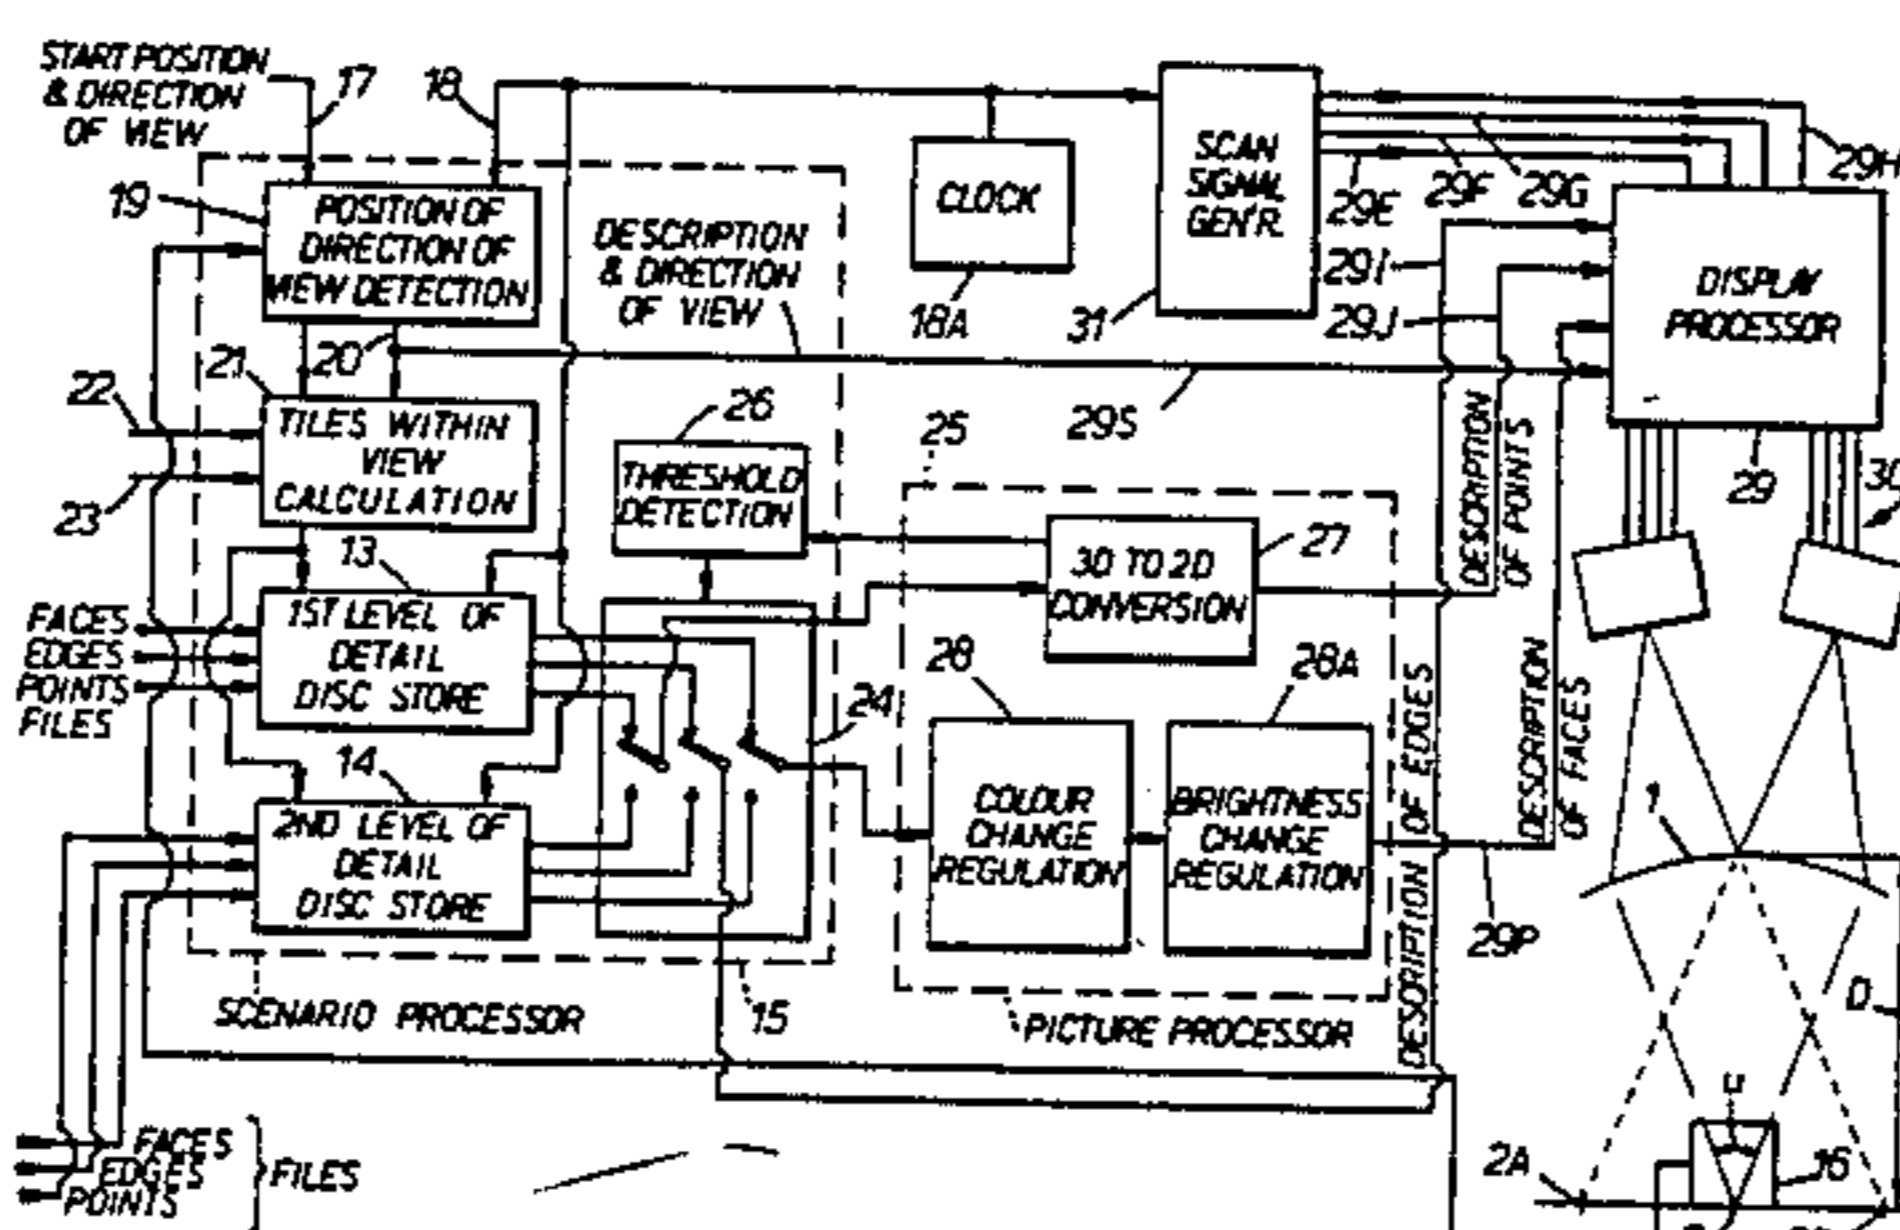 START POSITION
& DIRECTION
OF VIEW
17
18
19
POSITION OF
DIRECTION OF
VIEW DETECTION
DESCRIPTION
& DIRECTION
OF VIEW
CLOCK
18A
SCAN
SIGNAL
GEN'R.
31
29E
29F
29G
29H
29I
29J
DISPLAY
PROCESSOR
20
21
22
23
TILES WITHIN
VIEW
CALCULATION
26
THRESHOLD
DETECTION
25
29S
29
30
DESCRIPTION
OF POINTS
13
1ST LEVEL OF
DETAIL
DISC STORE
FACES
EDGES
POINTS
FILES
3D TO 2D
CONVERSION
27
24
28
28A
COLOUR
CHANGE
REGULATION
BRIGHTNESS
CHANGE
REGULATION
DESCRIPTION OF EDGES
DESCRIPTION
OF FACES
14
2ND LEVEL OF
DETAIL
DISC STORE
1
29P
D
SCENARIO PROCESSOR
15
PICTURE PROCESSOR
FACES
EDGES
POINTS
FILES
2A
16